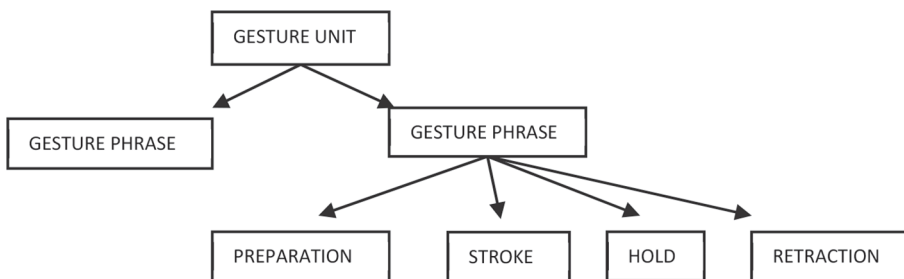 GESTURE UNIT
GESTURE PHRASE
GESTURE PHRASE
PREPARATION
STROKE
HOLD
RETRACTION